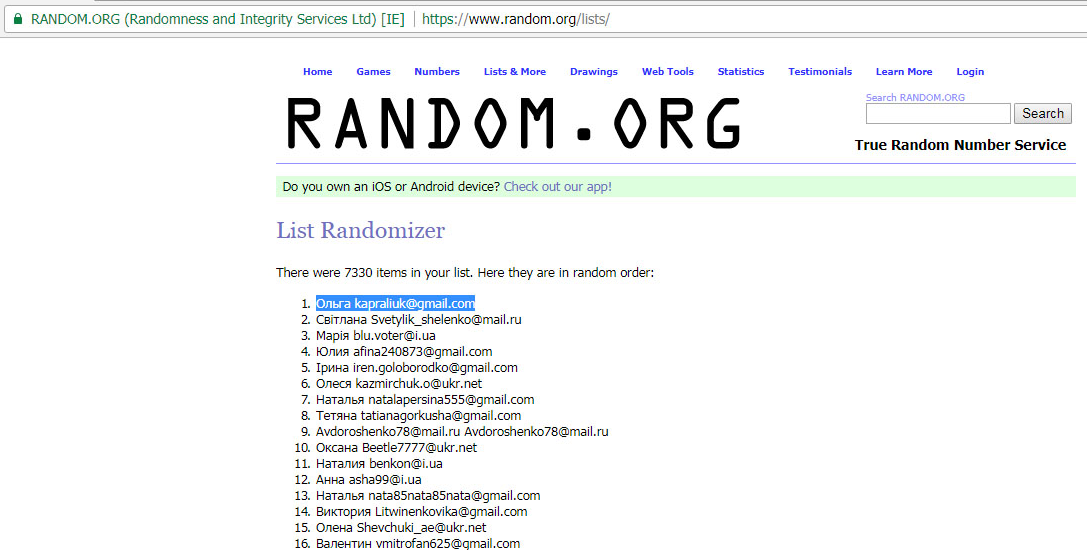 RANDOM.ORG (Randomness and Integrity Services Ltd) [IE] https://www.random.org/lists/
Home Games Numbers Lists & More Drawings Web Tools Statistics Testimonials Learn More Login
Search RANDOM.ORG
RANDOM.ORG
Search
True Random Number Service
Do you own an iOS or Android device? Check out our app!
List Randomizer
There were 7330 items in your list. Here they are in random order:
1. Ольга kapraliuk@gmail.com
2. Світлана Svetylik_shelenko@mail.ru
3. Марія blu.voter@i.ua
4. Юлия afina240873@gmail.com
5. Ірина iren.goloborodko@gmail.com
6. Олеся kazmirchuk.o@ukr.net
7. Наталья natalapersina555@gmail.com
8. Тетяна tatianagorkusha@gmail.com
9. Avdoroshenko78@mail.ru Avdoroshenko78@mail.ru
10. Оксана Beetle7777@ukr.net
11. Наталия benkon@i.ua
12. Анна asha99@i.ua
13. Наталья nata85nata85nata@gmail.com
14. Виктория Litwinenkovika@gmail.com
15. Олена Shevchuki_ae@ukr.net
16. Валентин vmitrofan625@gmail.com